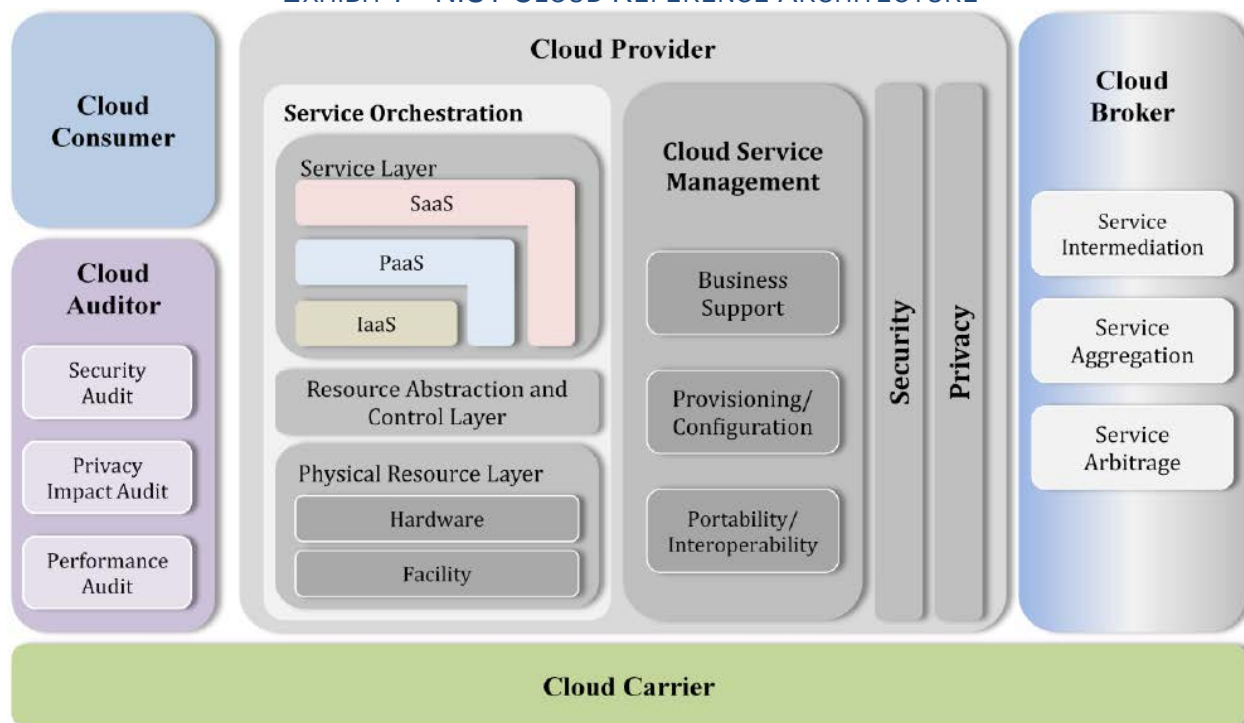 Cloud
Consumer
Cloud
Auditor
Security
Audit
Privacy
Impact Audit
Performance
Audit
Cloud Provider
Service Orchestration
Service Layer
SaaS
PaaS
IaaS
Resource Abstraction and
Control Layer
Physical Resource Layer
Hardware
Facility
Cloud Service
Management
Business
Support
Provisioning/
Configuration
Portability/
Interoperability
Security
Privacy
Cloud
Broker
Service
Intermediation
Service
Aggregation
Service
Arbitrage
Cloud Carrier